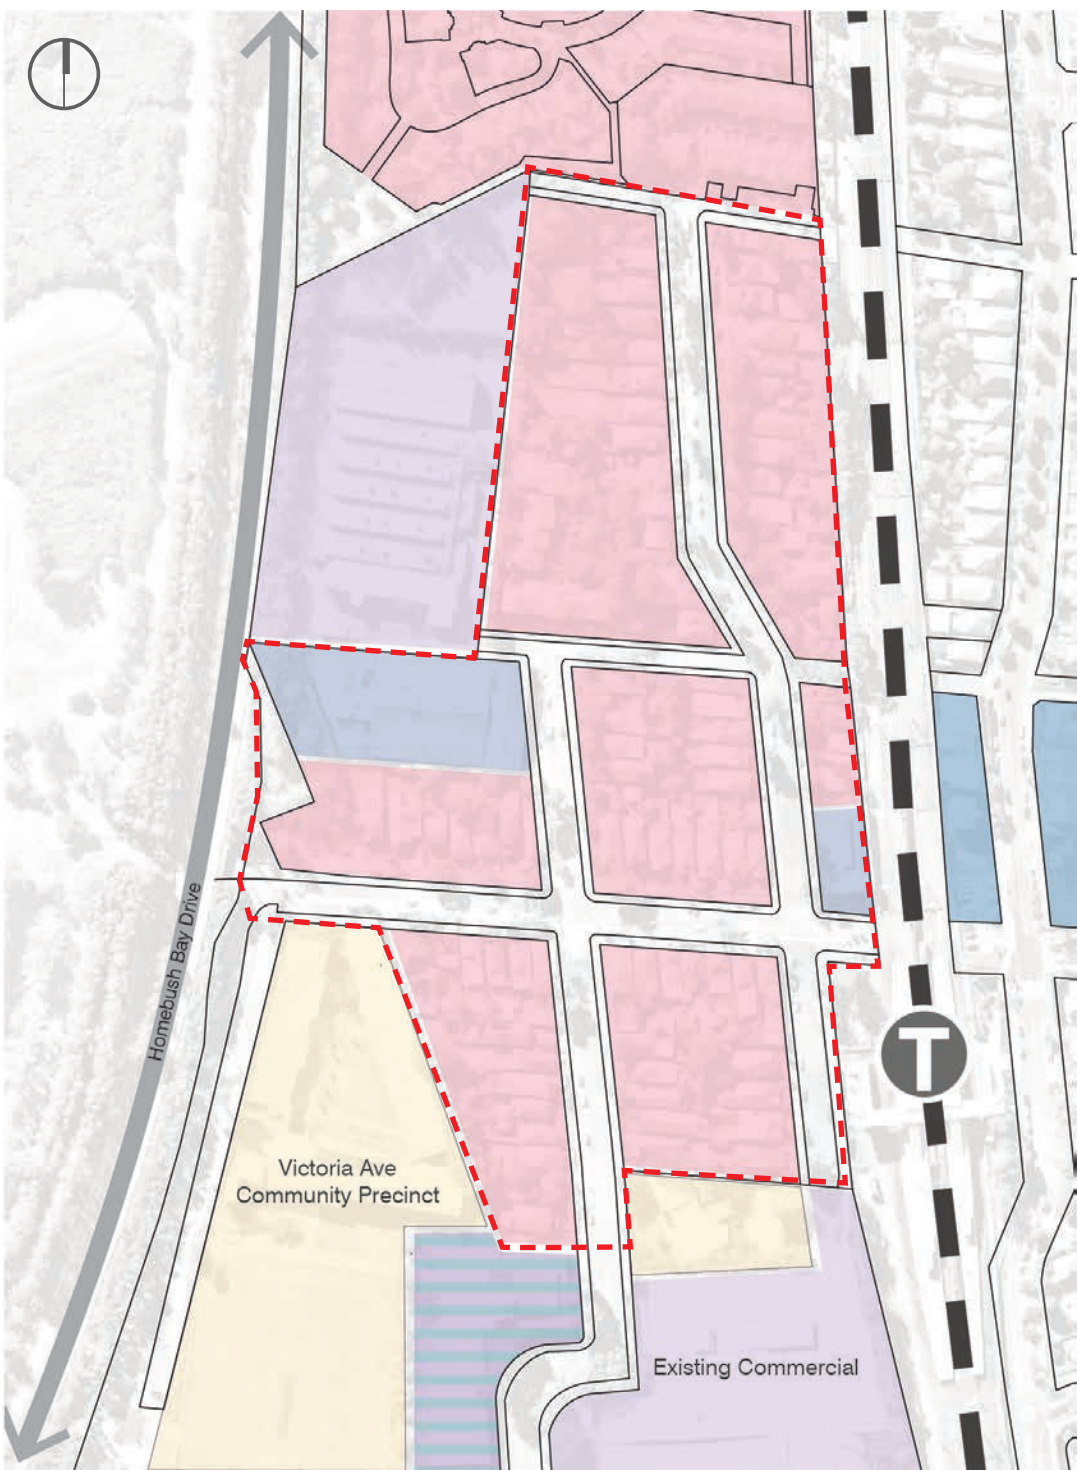 Homebush Bay Drive
T
Victoria Ave
Community Precinct
Existing Commercial